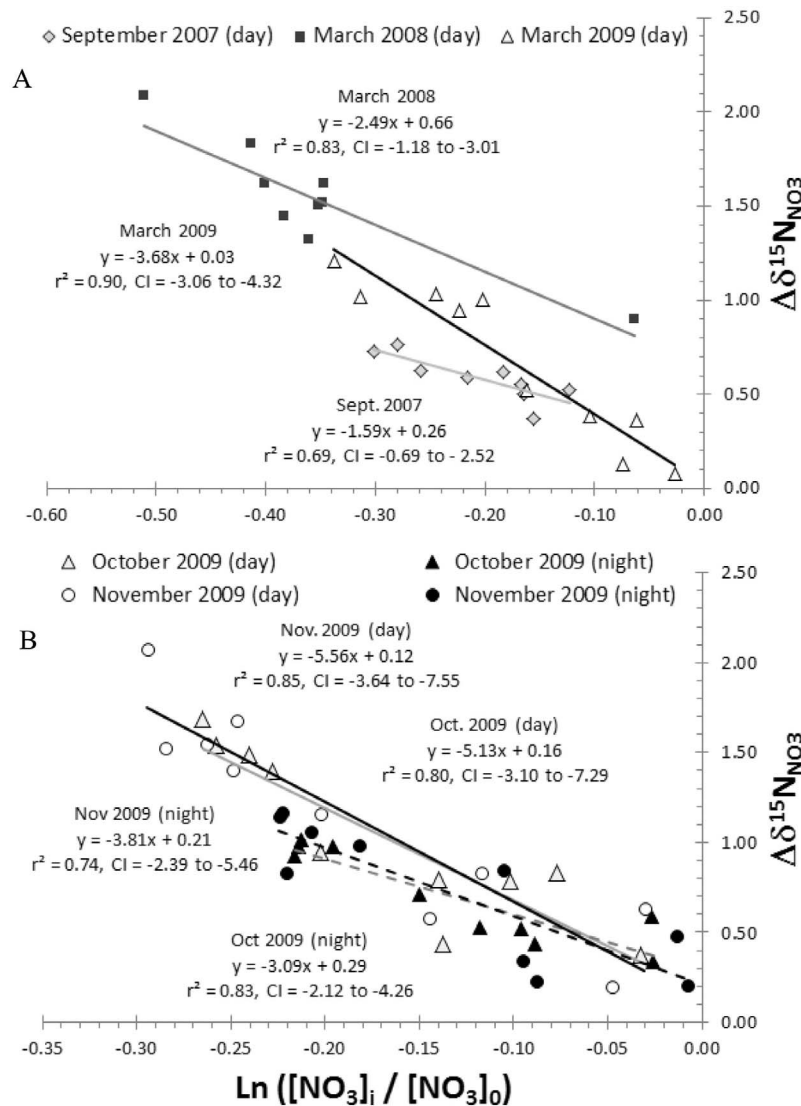 2.50
September 2007 (day) March 2008 (day) March 2009 (day)
A
March 2008
y = -2.49x + 0.66
r² = 0.83, CI = -1.18 to -3.01
2.00
1.50
March 2009
y = -3.68x + 0.03
r² = 0.90, CI = -3.06 to -4.32
1.00
Sept. 2007
y = -1.59x + 0.26
r² = 0.69, CI = -0.69 to - 2.52
0.50
0.00
Δδ¹⁵N_NO3
-0.60 -0.50 -0.40 -0.30 -0.20 -0.10 0.00
October 2009 (day) October 2009 (night)
November 2009 (day) November 2009 (night)
2.50
B
Nov. 2009 (day)
y = -5.56x + 0.12
r² = 0.85, CI = -3.64 to -7.55
2.00
Oct. 2009 (day)
y = -5.13x + 0.16
r² = 0.80, CI = -3.10 to -7.29
1.50
Nov 2009 (night)
y = -3.81x + 0.21
r² = 0.74, CI = -2.39 to -5.46
1.00
Oct 2009 (night)
y = -3.09x + 0.29
r² = 0.83, CI = -2.12 to -4.26
0.50
0.00
Δδ¹⁵N_NO3
-0.35 -0.30 -0.25 -0.20 -0.15 -0.10 -0.05 0.00
Ln ([NO₃]ᵢ / [NO₃]₀)